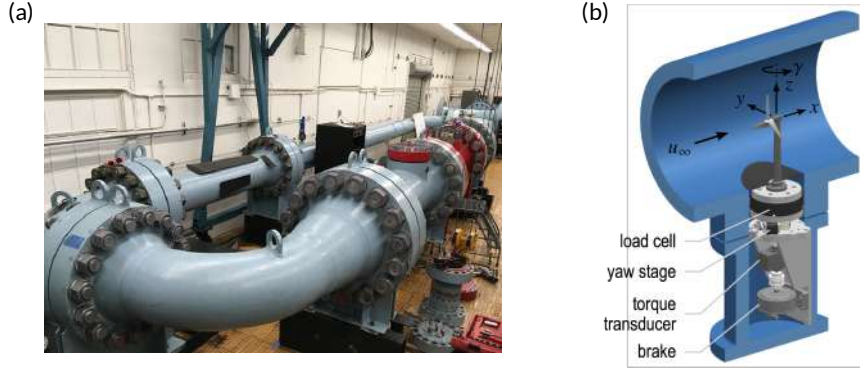 (a)
(b)
γ
z
y
x
u∞
load cell
yaw stage
torque
transducer
brake